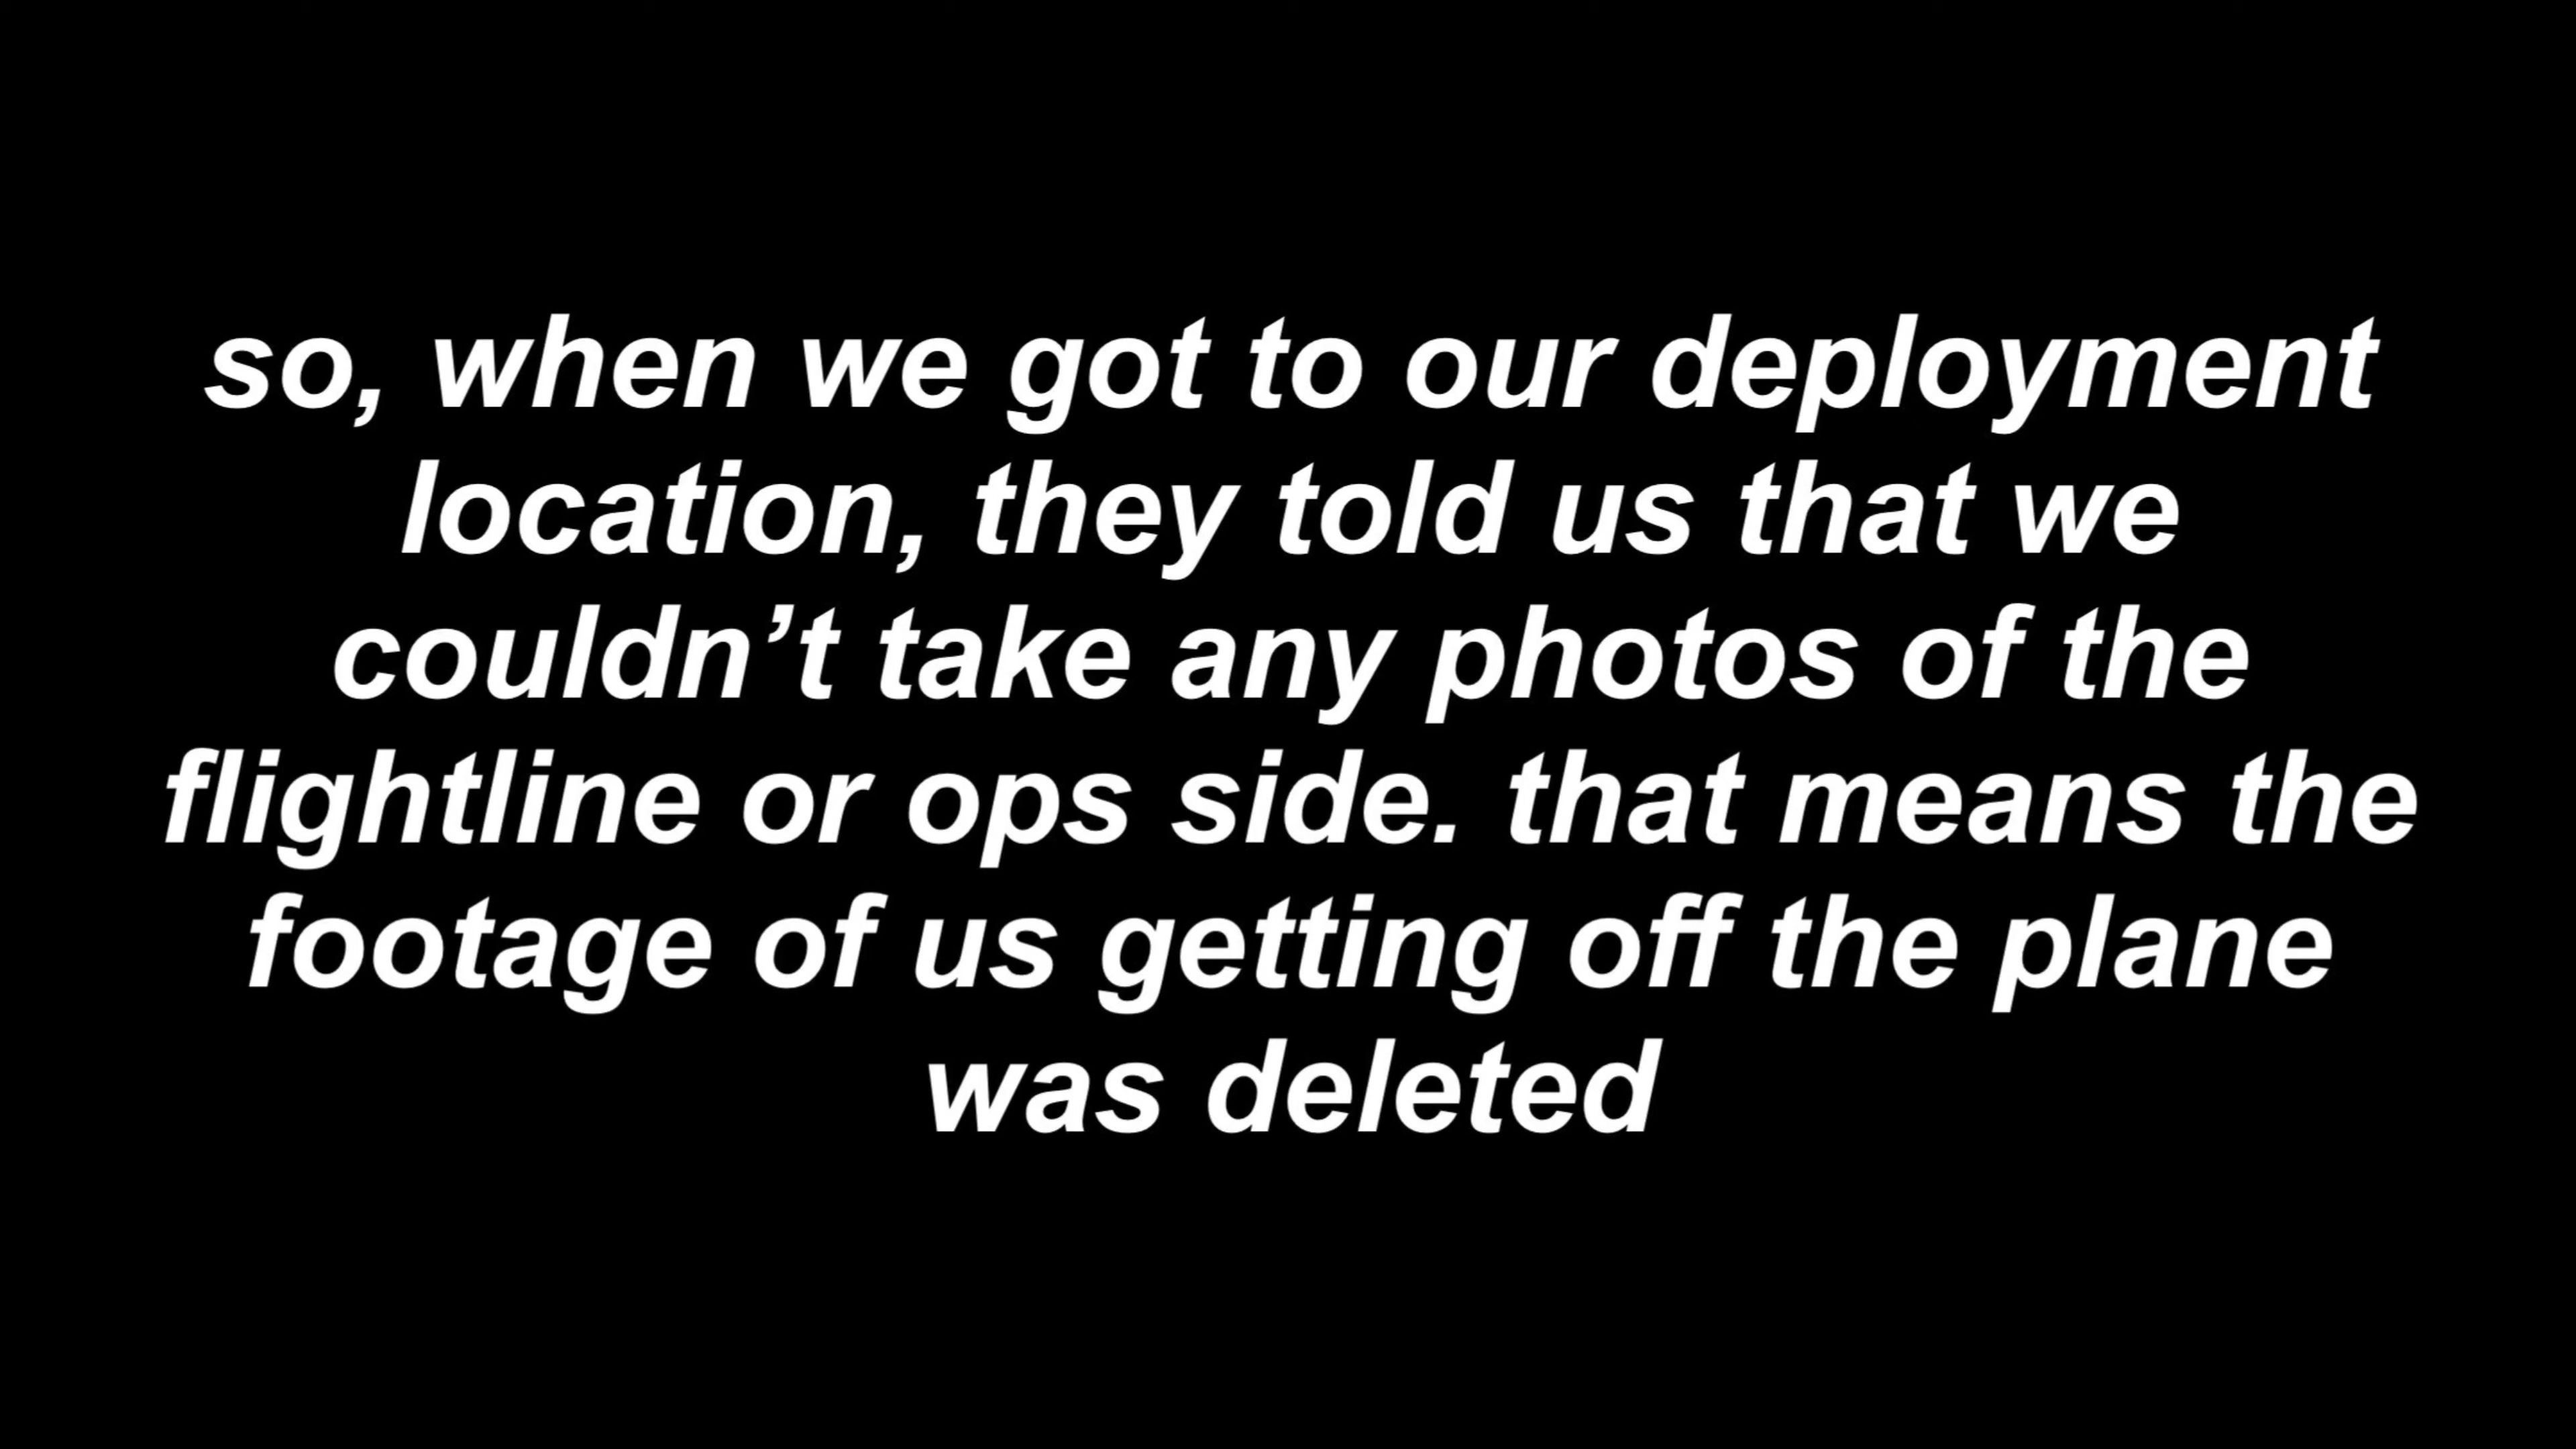 so, when we got to our deployment
location, they told us that we
couldn’t take any photos of the
flightline or ops side. that means the
footage of us getting off the plane
was deleted